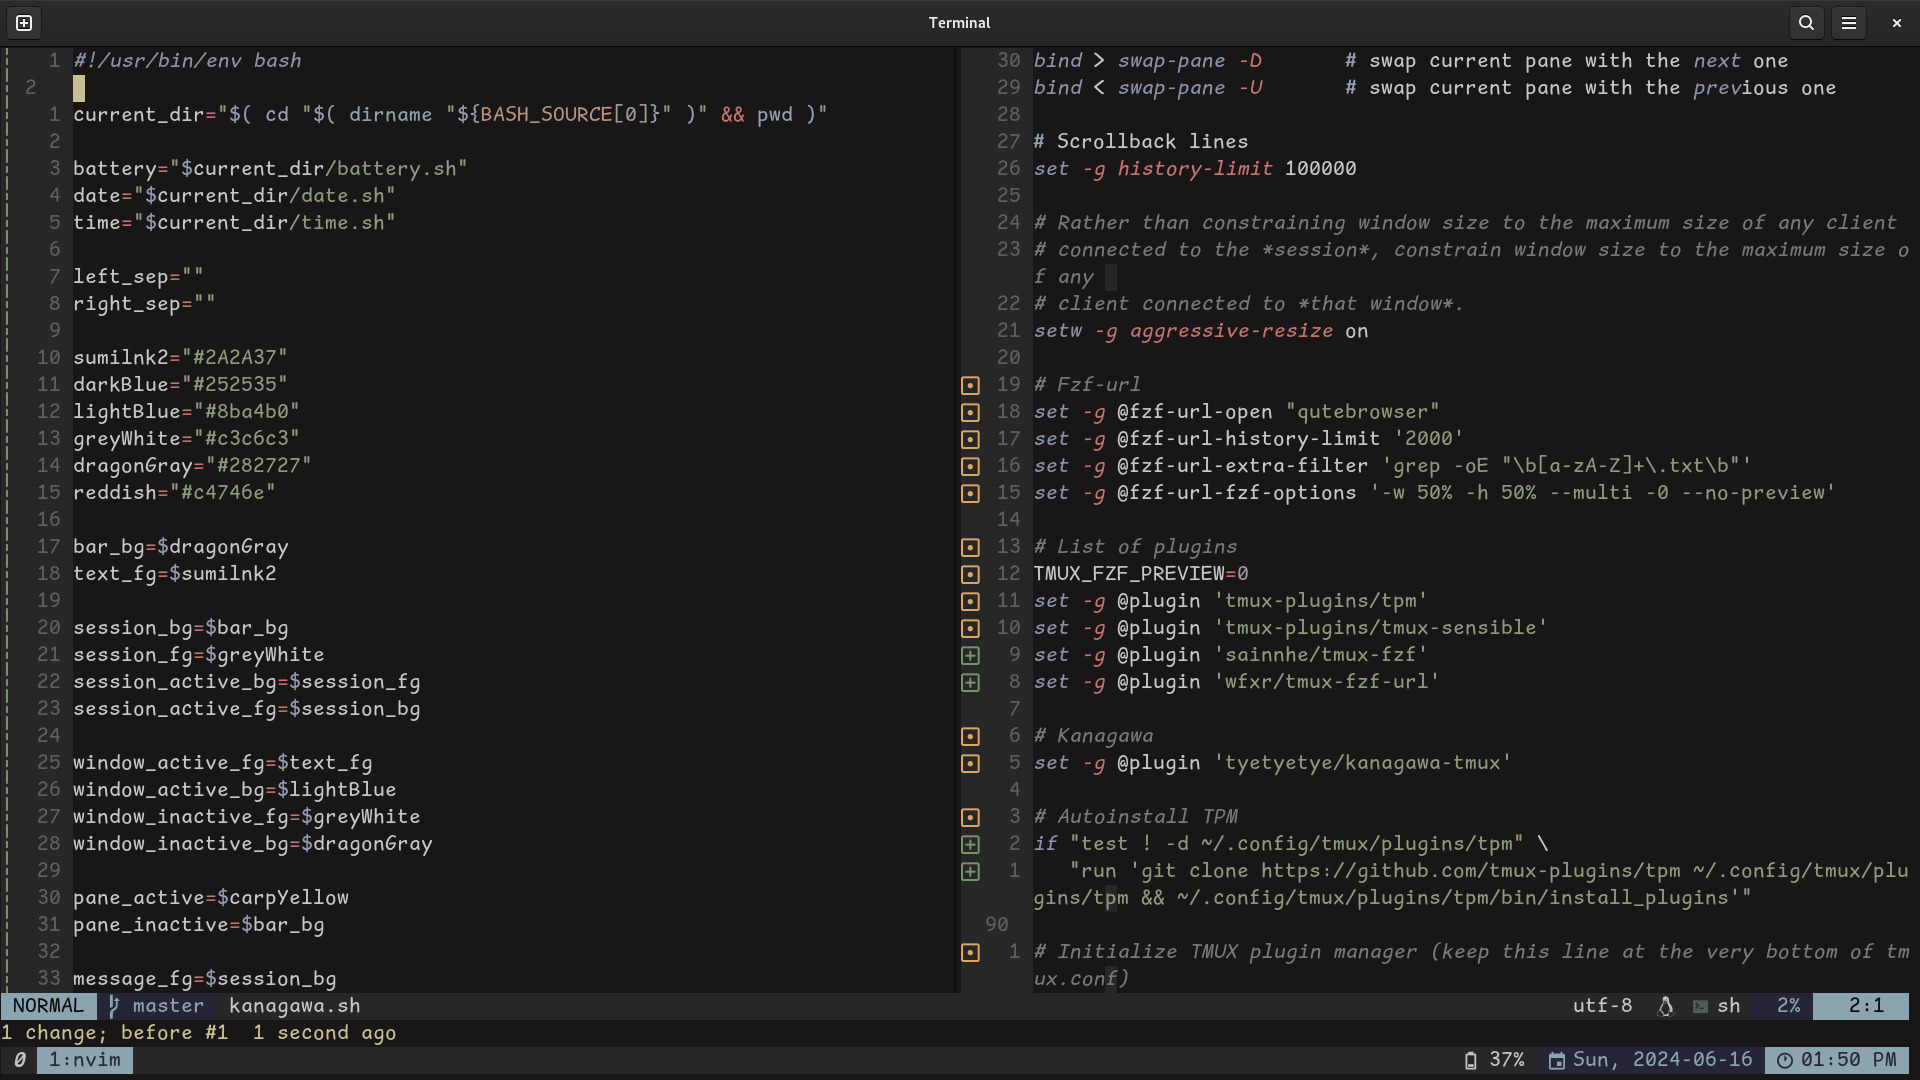 Terminal
1 #!/usr/bin/env bash
2
1 current_dir="$( cd "$( dirname "${BASH_SOURCE[0]}" )" && pwd )"
2
3 battery="$current_dir/battery.sh"
4 date="$current_dir/date.sh"
5 time="$current_dir/time.sh"
6
7 left_sep=""
8 right_sep=""
9
10 sumilnk2="#2A2A37"
11 darkBlue="#252535"
12 lightBlue="#8ba4b0"
13 greyWhite="#c3c6c3"
14 dragonGray="#282727"
15 reddish="#c4746e"
16
17 bar_bg=$dragonGray
18 text_fg=$sumilnk2
19
20 session_bg=$bar_bg
21 session_fg=$greyWhite
22 session_active_bg=$session_fg
23 session_active_fg=$session_bg
24
25 window_active_fg=$text_fg
26 window_active_bg=$lightBlue
27 window_inactive_fg=$greyWhite
28 window_inactive_bg=$dragonGray
29
30 pane_active=$carpYellow
31 pane_inactive=$bar_bg
32
33 message_fg=$session_bg
30 bind > swap-pane -D       # swap current pane with the next one
29 bind < swap-pane -U       # swap current pane with the previous one
28
27 # Scrollback lines
26 set -g history-limit 100000
25
24 # Rather than constraining window size to the maximum size of any client
23 # connected to the *session*, constrain window size to the maximum size o
f any
22 # client connected to *that window*.
21 setw -g aggressive-resize on
20
19 # Fzf-url
18 set -g @fzf-url-open "qutebrowser"
17 set -g @fzf-url-history-limit '2000'
16 set -g @fzf-url-extra-filter 'grep -oE "\b[a-zA-Z]+\.txt\b"'
15 set -g @fzf-url-fzf-options '-w 50% -h 50% --multi -0 --no-preview'
14
13 # List of plugins
12 TMUX_FZF_PREVIEW=0
11 set -g @plugin 'tmux-plugins/tpm'
10 set -g @plugin 'tmux-plugins/tmux-sensible'
9 set -g @plugin 'sainnhe/tmux-fzf'
8 set -g @plugin 'wfxr/tmux-fzf-url'
7
6 # Kanagawa
5 set -g @plugin 'tyetyetye/kanagawa-tmux'
4
3 # Autoinstall TPM
2 if "test ! -d ~/.config/tmux/plugins/tpm" \
1    "run 'git clone https://github.com/tmux-plugins/tpm ~/.config/tmux/plu
gins/tpm && ~/.config/tmux/plugins/tpm/bin/install_plugins'"
90
1 # Initialize TMUX plugin manager (keep this line at the very bottom of tm
ux.conf)
NORMAL master kanagawa.sh utf-8 sh 2% 2:1
1 change; before #1  1 second ago
0 1:nvim 37% Sun, 2024-06-16 01:50 PM